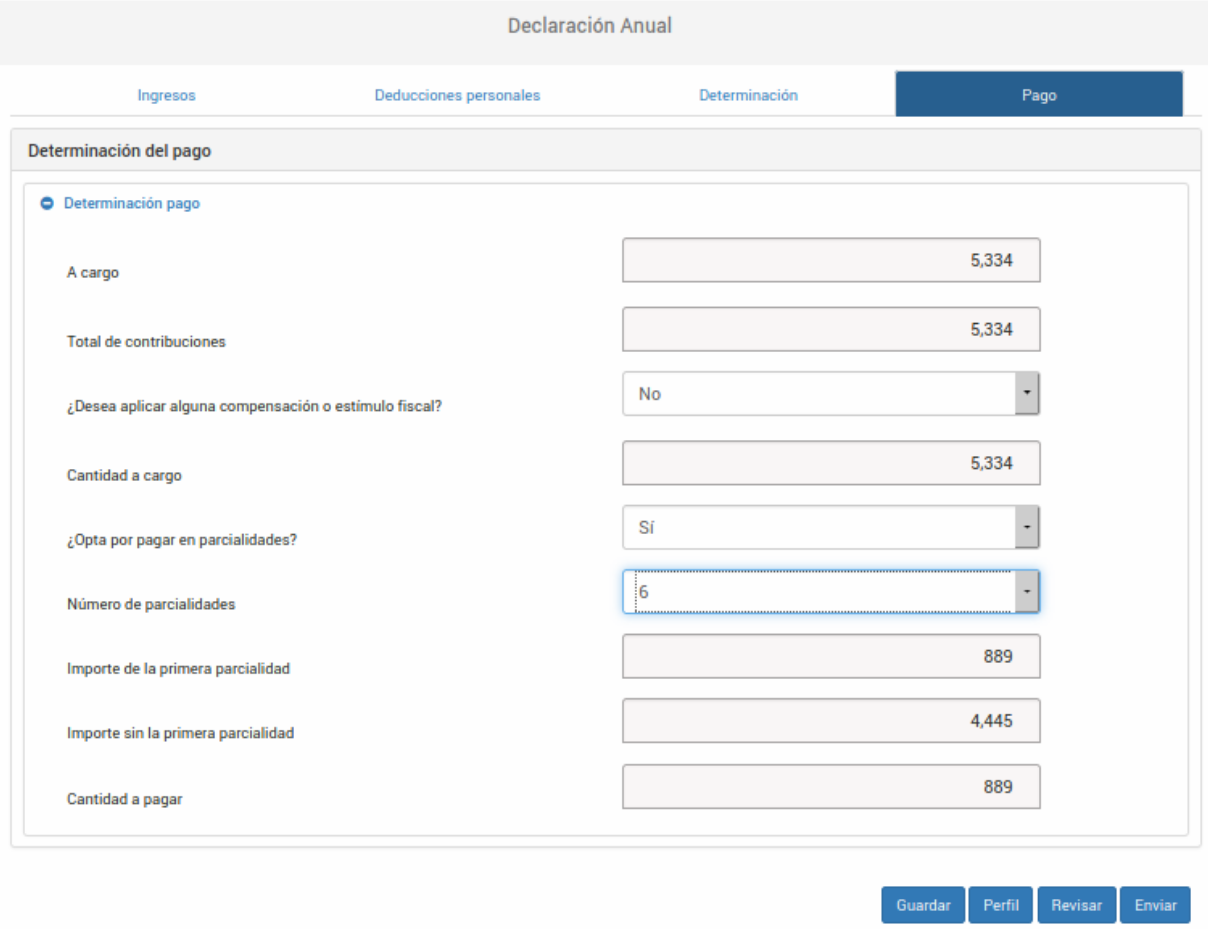 Declaración Anual
Ingresos Deducciones personales Determinación Pago
Determinación del pago
Determinación pago
A cargo 5,334
Total de contribuciones 5,334
¿Desea aplicar alguna compensación o estímulo fiscal? No
Cantidad a cargo 5,334
¿Opta por pagar en parcialidades? Sí
Número de parcialidades 6
Importe de la primera parcialidad 889
Importe sin la primera parcialidad 4,445
Cantidad a pagar 889
Guardar Perfil Revisar Enviar